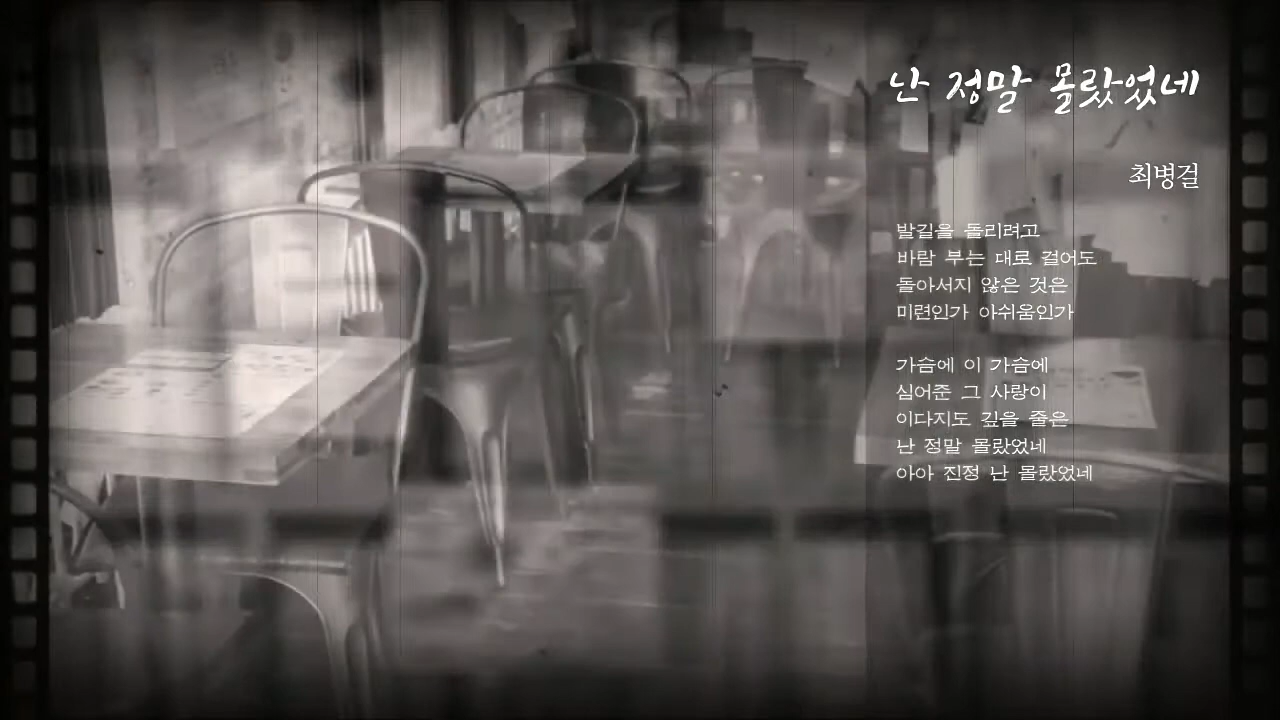 난 정말 몰랐었네
최병걸
발길을 돌리려고
바람 부는 대로 걸어도
돌아서지 않은 것은
미련인가 아쉬움인가
가슴에 이 가슴에
심어준 그 사랑이
이다지도 깊을 줄은
난 정말 몰랐었네
아아 진정 난 몰랐었네